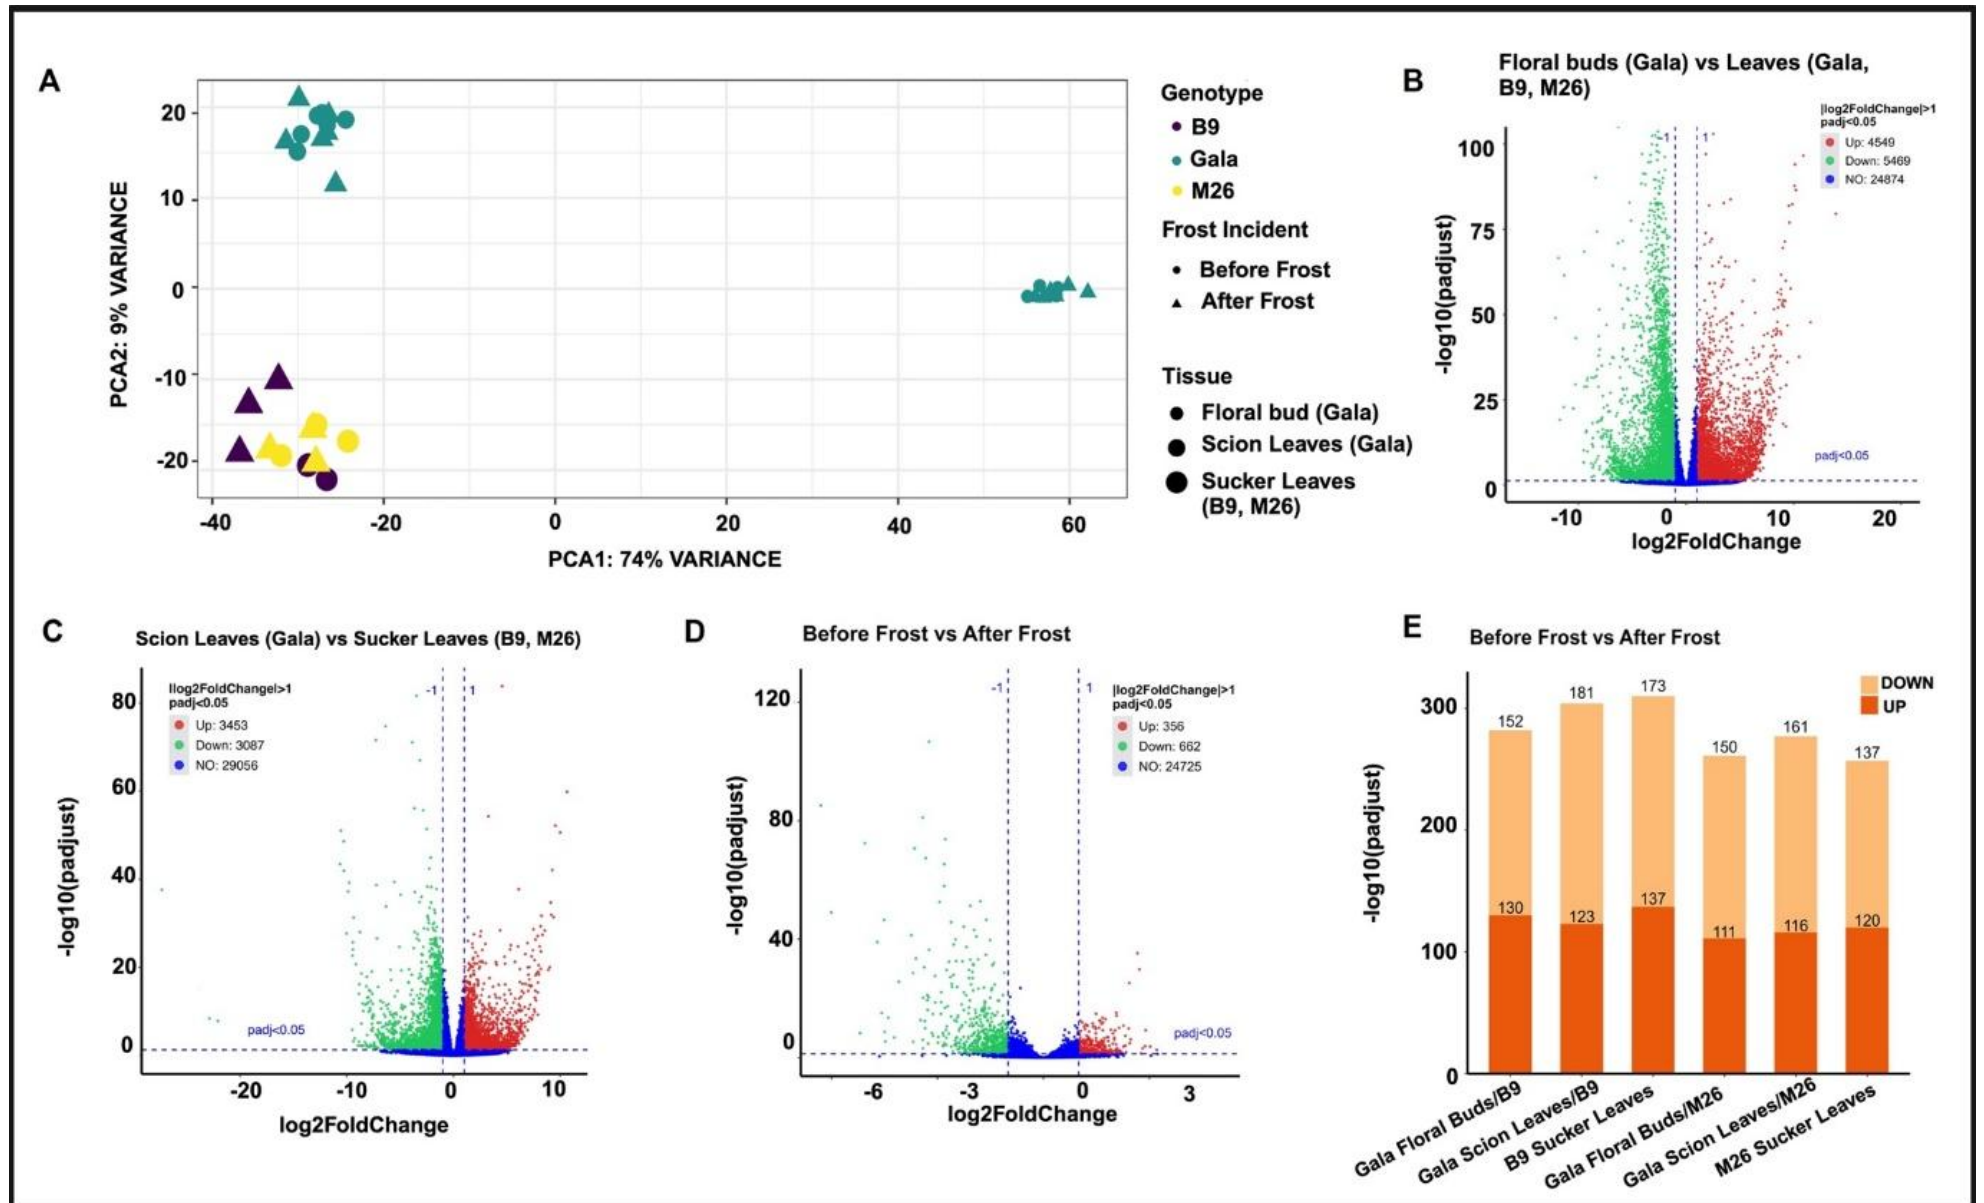 A
20
10
0
-10
-20
PCA2: 9% VARIANCE
-40
-20
0
20
40
60
PCA1: 74% VARIANCE
Genotype
B9
Gala
M26
Frost Incident
Before Frost
After Frost
Tissue
Floral bud (Gala)
Scion Leaves (Gala)
Sucker Leaves
(B9, M26)
B
Floral buds (Gala) vs Leaves (Gala,
B9, M26)
|log2FoldChange|>1
padj<0.05
Up: 4549
Down: 5469
NO: 24874
-1
1
100
75
50
25
0
-log10(padjust)
padj<0.05
-10
0
10
20
log2FoldChange
C
Scion Leaves (Gala) vs Sucker Leaves (B9, M26)
llog2FoldChangel>1
padj<0.05
Up: 3453
Down: 3087
NO: 29056
-1
1
80
60
40
20
0
-log10(padjust)
padj<0.05
-20
-10
0
10
log2FoldChange
D
Before Frost vs After Frost
-1
1
|log2FoldChange|>1
padj<0.05
Up: 356
Down: 662
NO: 24725
120
80
40
0
-log10(padjust)
padj<0.05
-6
-3
0
3
log2FoldChange
E
Before Frost vs After Frost
DOWN
UP
300
200
100
0
-log10(padjust)
152
181
173
150
161
137
130
123
137
111
116
120
Gala Floral Buds/B9
Gala Scion Leaves/B9
B9 Sucker Leaves
Gala Floral Buds/M26
Gala Scion Leaves/M26
M26 Sucker Leaves